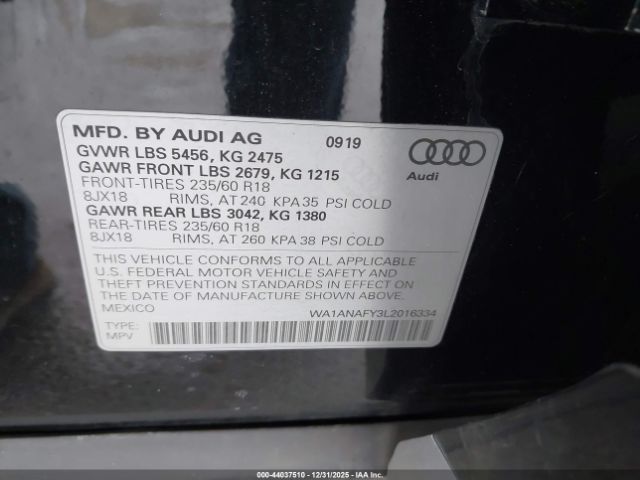 MFD. BY AUDI AG 0919
GVWR LBS 5456, KG 2475
GAWR FRONT LBS 2679, KG 1215
FRONT-TIRES 235/60 R18
8JX18 RIMS, AT 240 KPA 35 PSI COLD
GAWR REAR LBS 3042, KG 1380
REAR-TIRES 235/60 R18
8JX18 RIMS, AT 260 KPA 38 PSI COLD
Audi
THIS VEHICLE CONFORMS TO ALL APPLICABLE
U.S. FEDERAL MOTOR VEHICLE SAFETY AND
THEFT PREVENTION STANDARDS IN EFFECT ON
THE DATE OF MANUFACTURE SHOWN ABOVE.
MEXICO
WA1ANAFY3L2016334
TYPE:
MPV
000-44037510 - 12/31/2025 - IAA Inc.